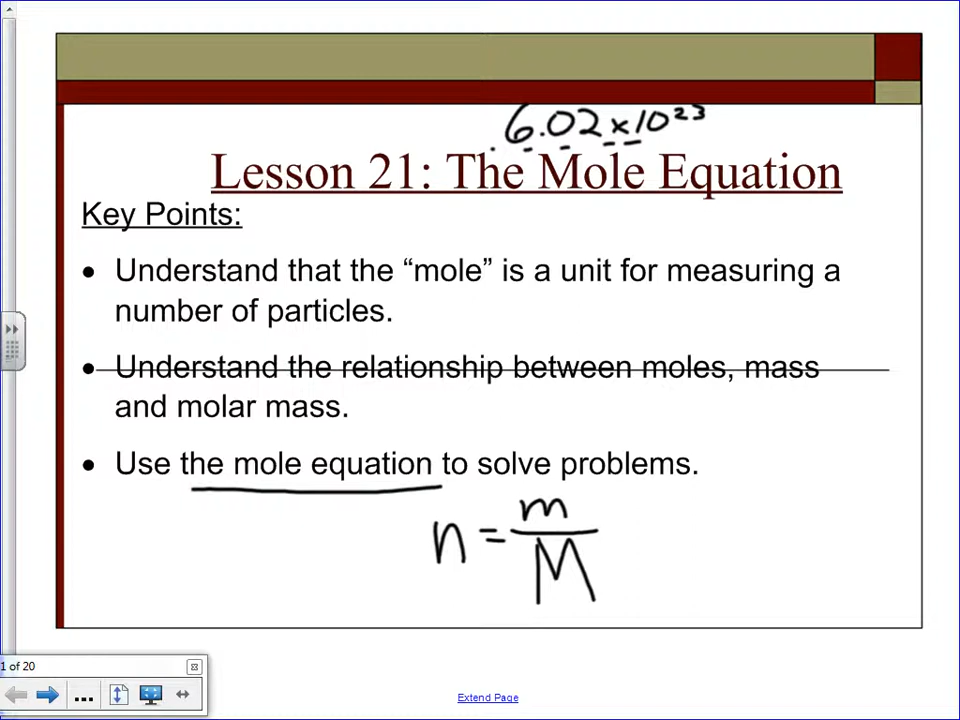 6.02 x 10²³
Lesson 21: The Mole Equation
Key Points:
• Understand that the “mole” is a unit for measuring a
number of particles.
• Understand the relationship between moles, mass
and molar mass.
• Use the mole equation to solve problems.
n = m/M
1 of 20
...
Extend Page